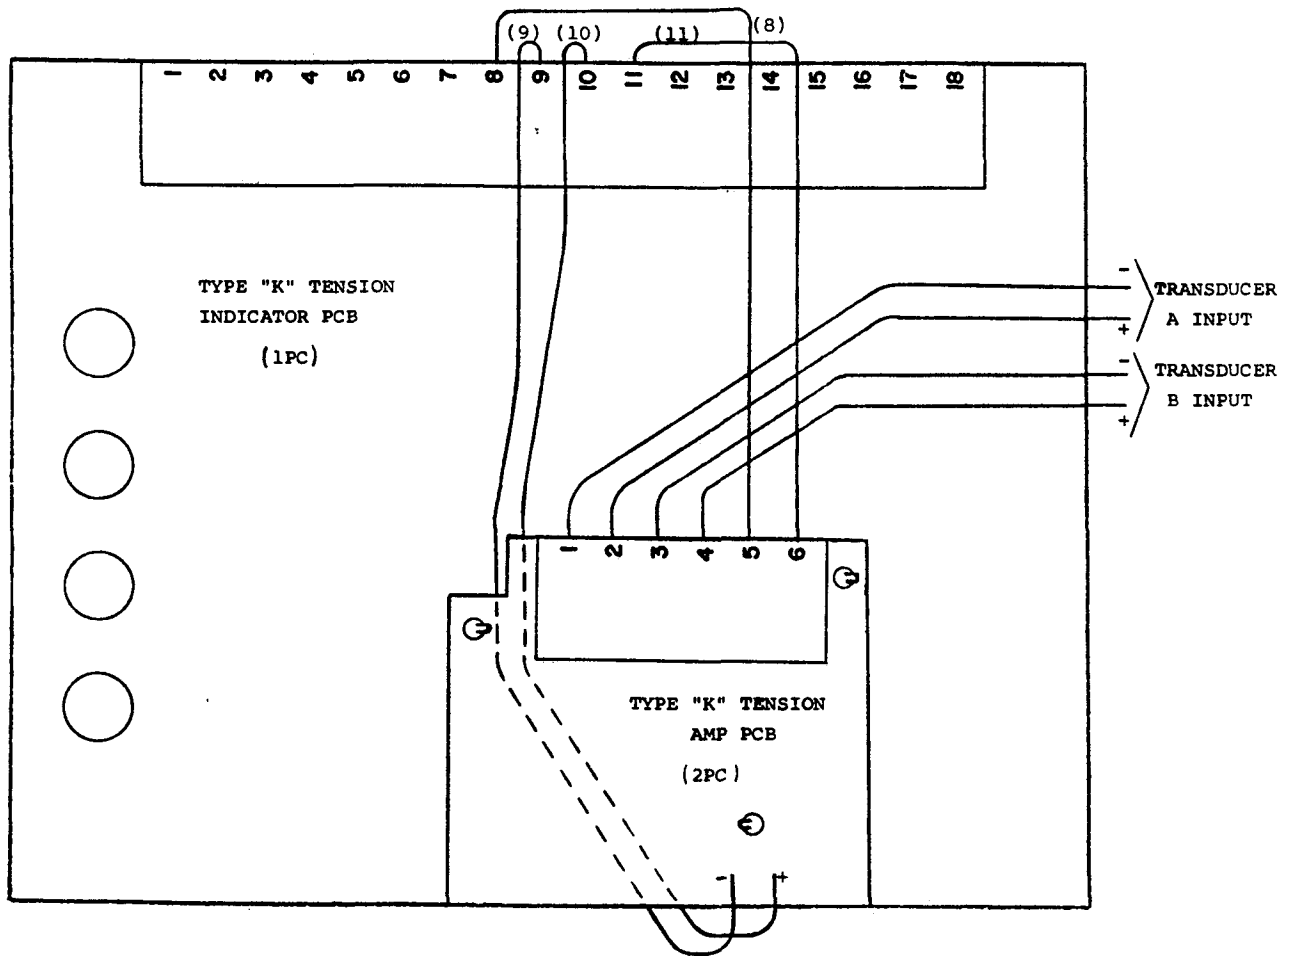 (8)
(9) (10) (11)
1 2 3 4 5 6 7 8 9 10 11 12 13 14 15 16 17 18
TYPE "K" TENSION
INDICATOR PCB
(1PC)
-
TRANSDUCER
A INPUT
+
-
TRANSDUCER
B INPUT
+
1 2 3 4 5 6
TYPE "K" TENSION
AMP PCB
(2PC)
- +